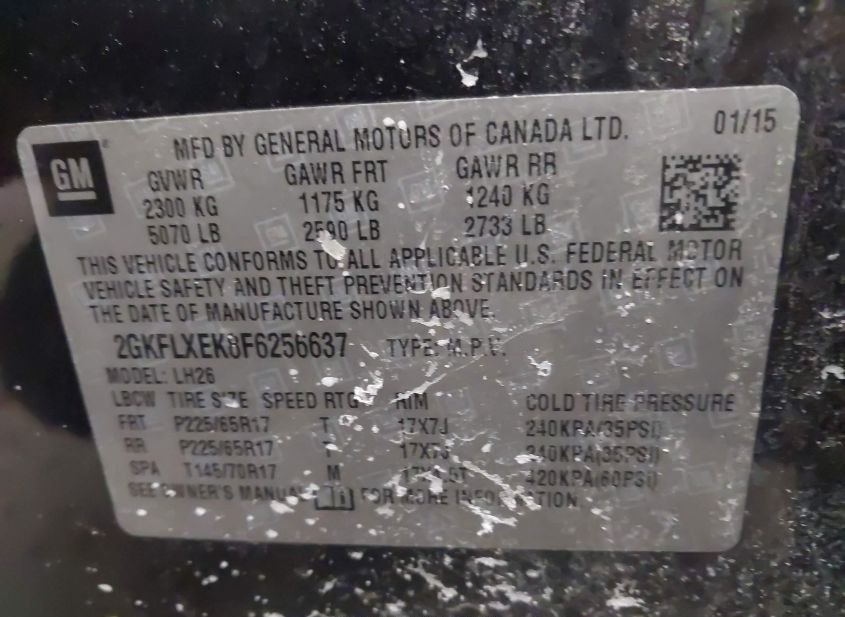 MFD BY GENERAL MOTORS OF CANADA LTD. 01/15
GM
GVWR GAWR FRT GAWR RR
2300 KG 1175 KG 1240 KG
5070 LB 2590 LB 2733 LB
THIS VEHICLE CONFORMS TO ALL APPLICABLE U.S. FEDERAL MOTOR
VEHICLE SAFETY AND THEFT PREVENTION STANDARDS IN EFFECT ON
THE DATE OF MANUFACTURE SHOWN ABOVE.
2GKFLXEK8F6256637 TYPE: M.P.V.
MODEL: LH26
LBCW TIRE SIZE SPEED RTG RIM COLD TIRE PRESSURE
FRT P225/65R17 T 17X7J 240KPA(35PSI)
RR P225/65R17 T 17X7J 240KPA(35PSI)
SPA T145/70R17 M 420KPA(60PSI)
SEE OWNER'S MANUAL FOR MORE INFORMATION